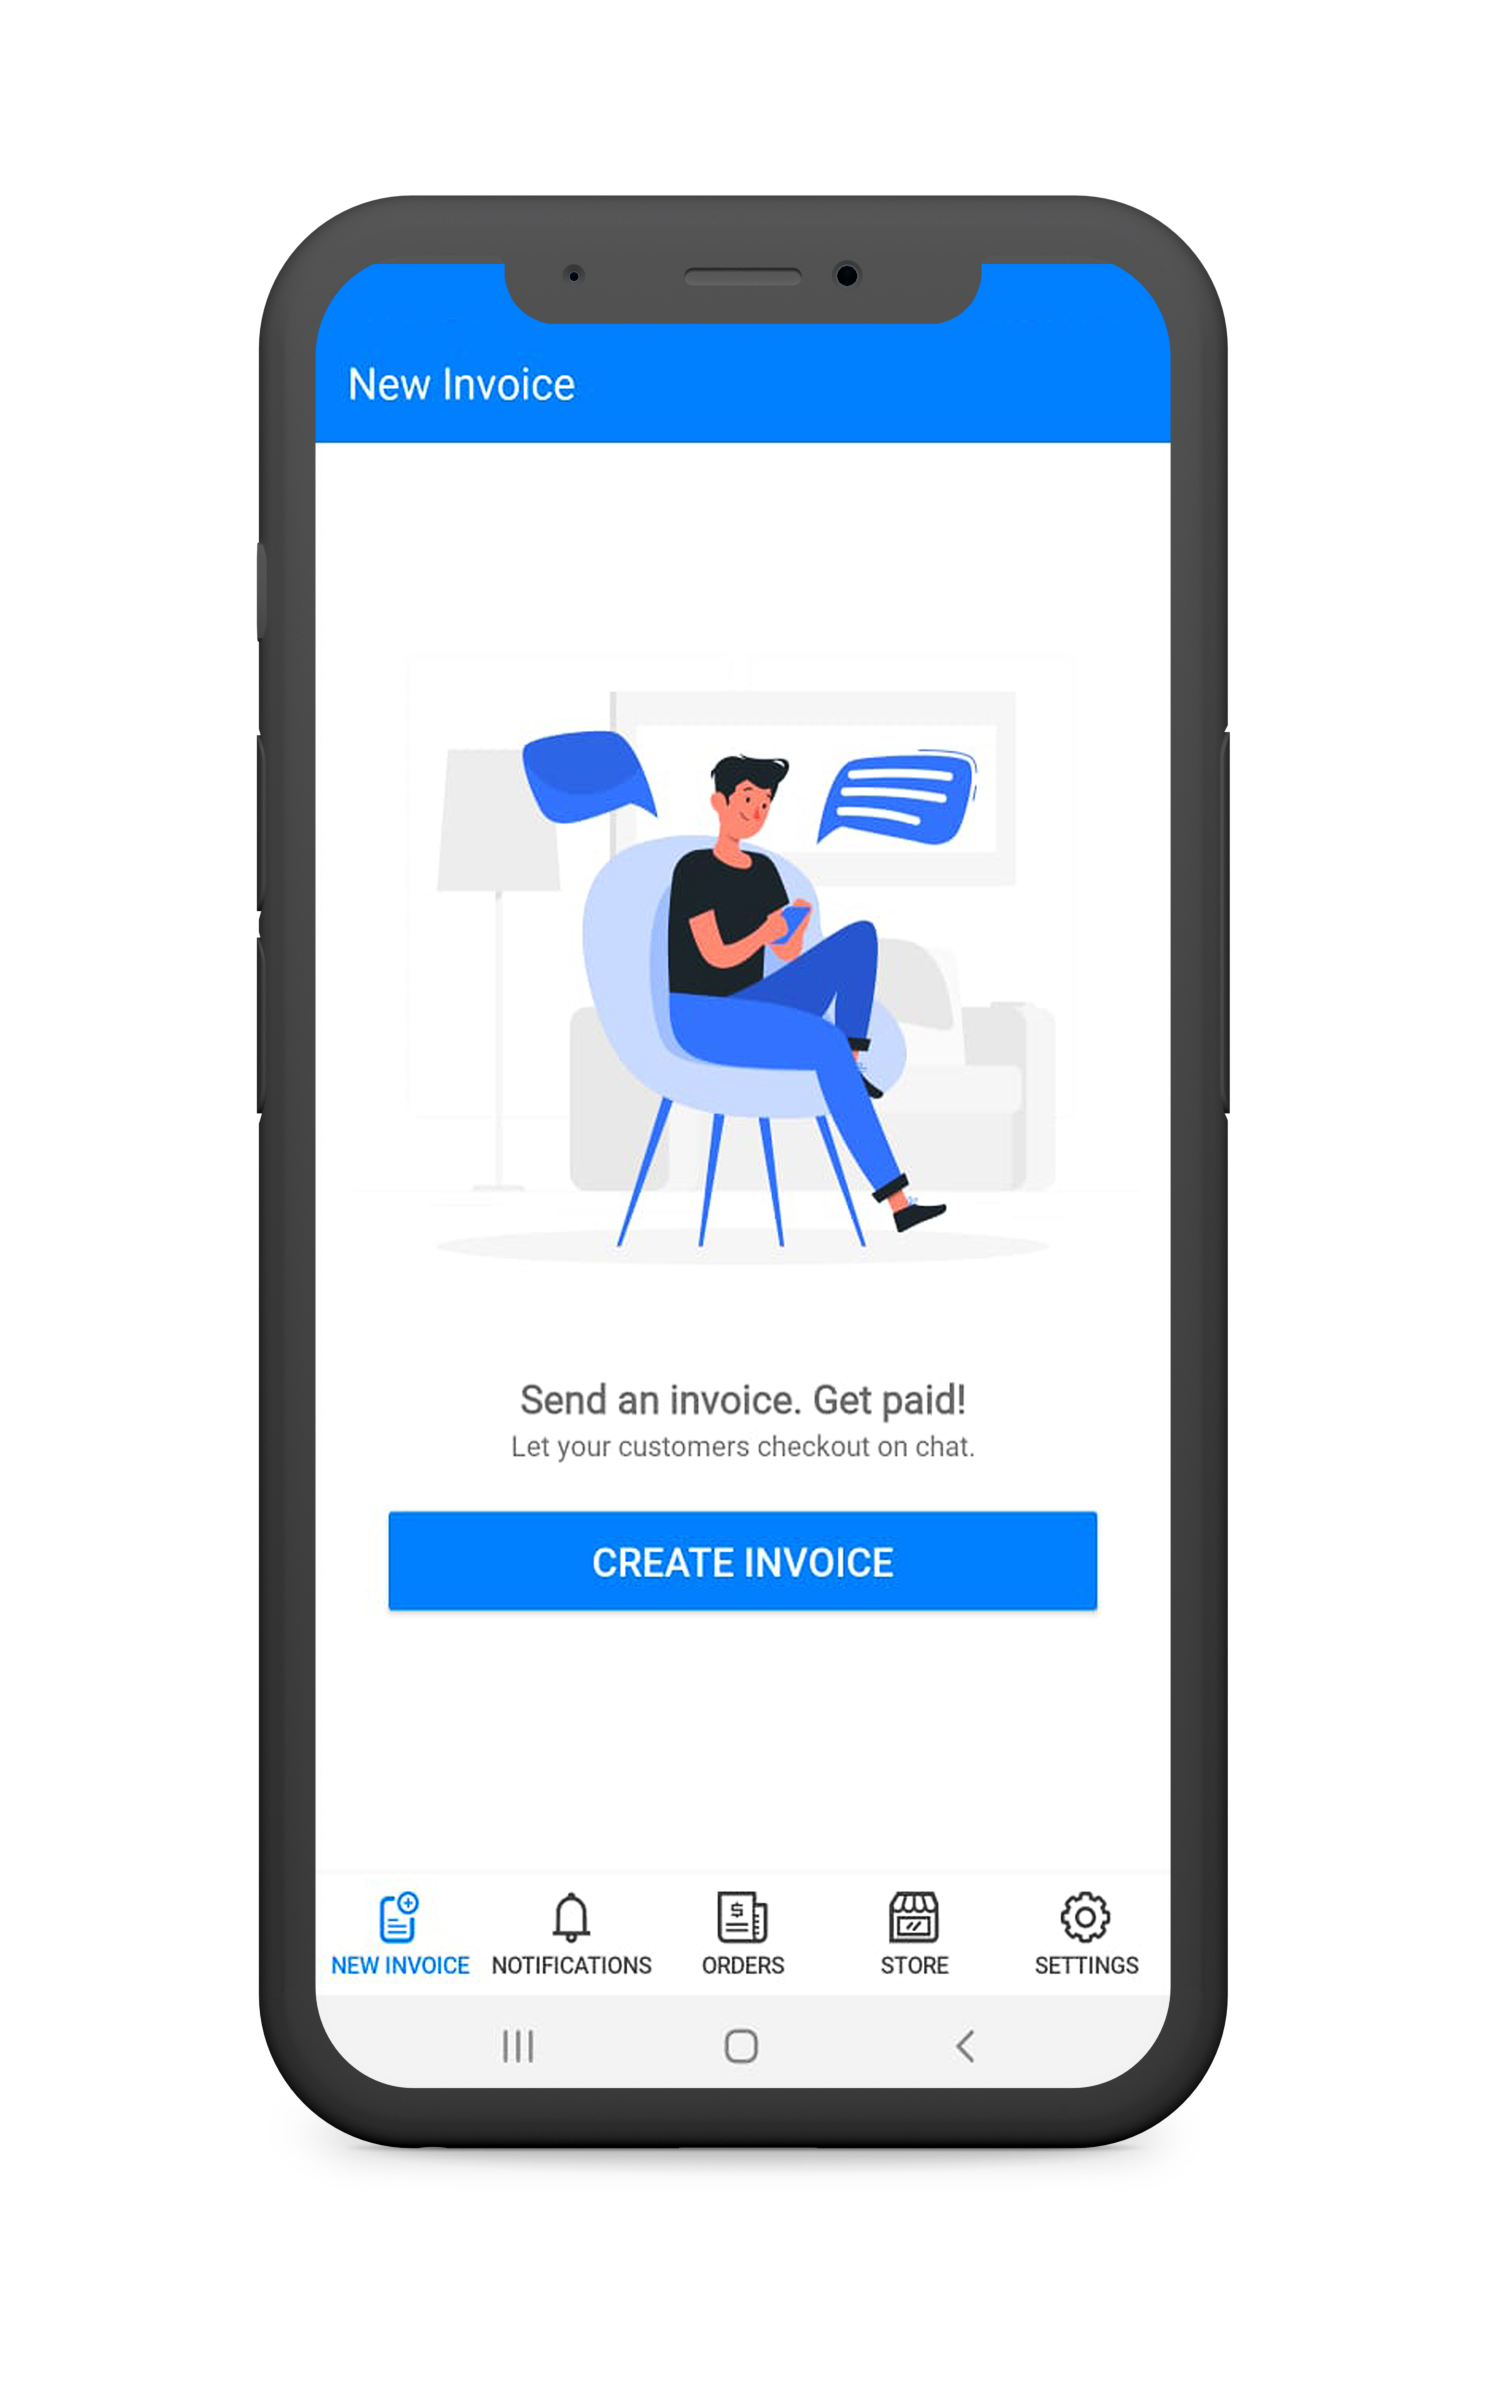 New Invoice
Send an invoice. Get paid!
Let your customers checkout on chat.
CREATE INVOICE
NEW INVOICE
NOTIFICATIONS
ORDERS
STORE
SETTINGS